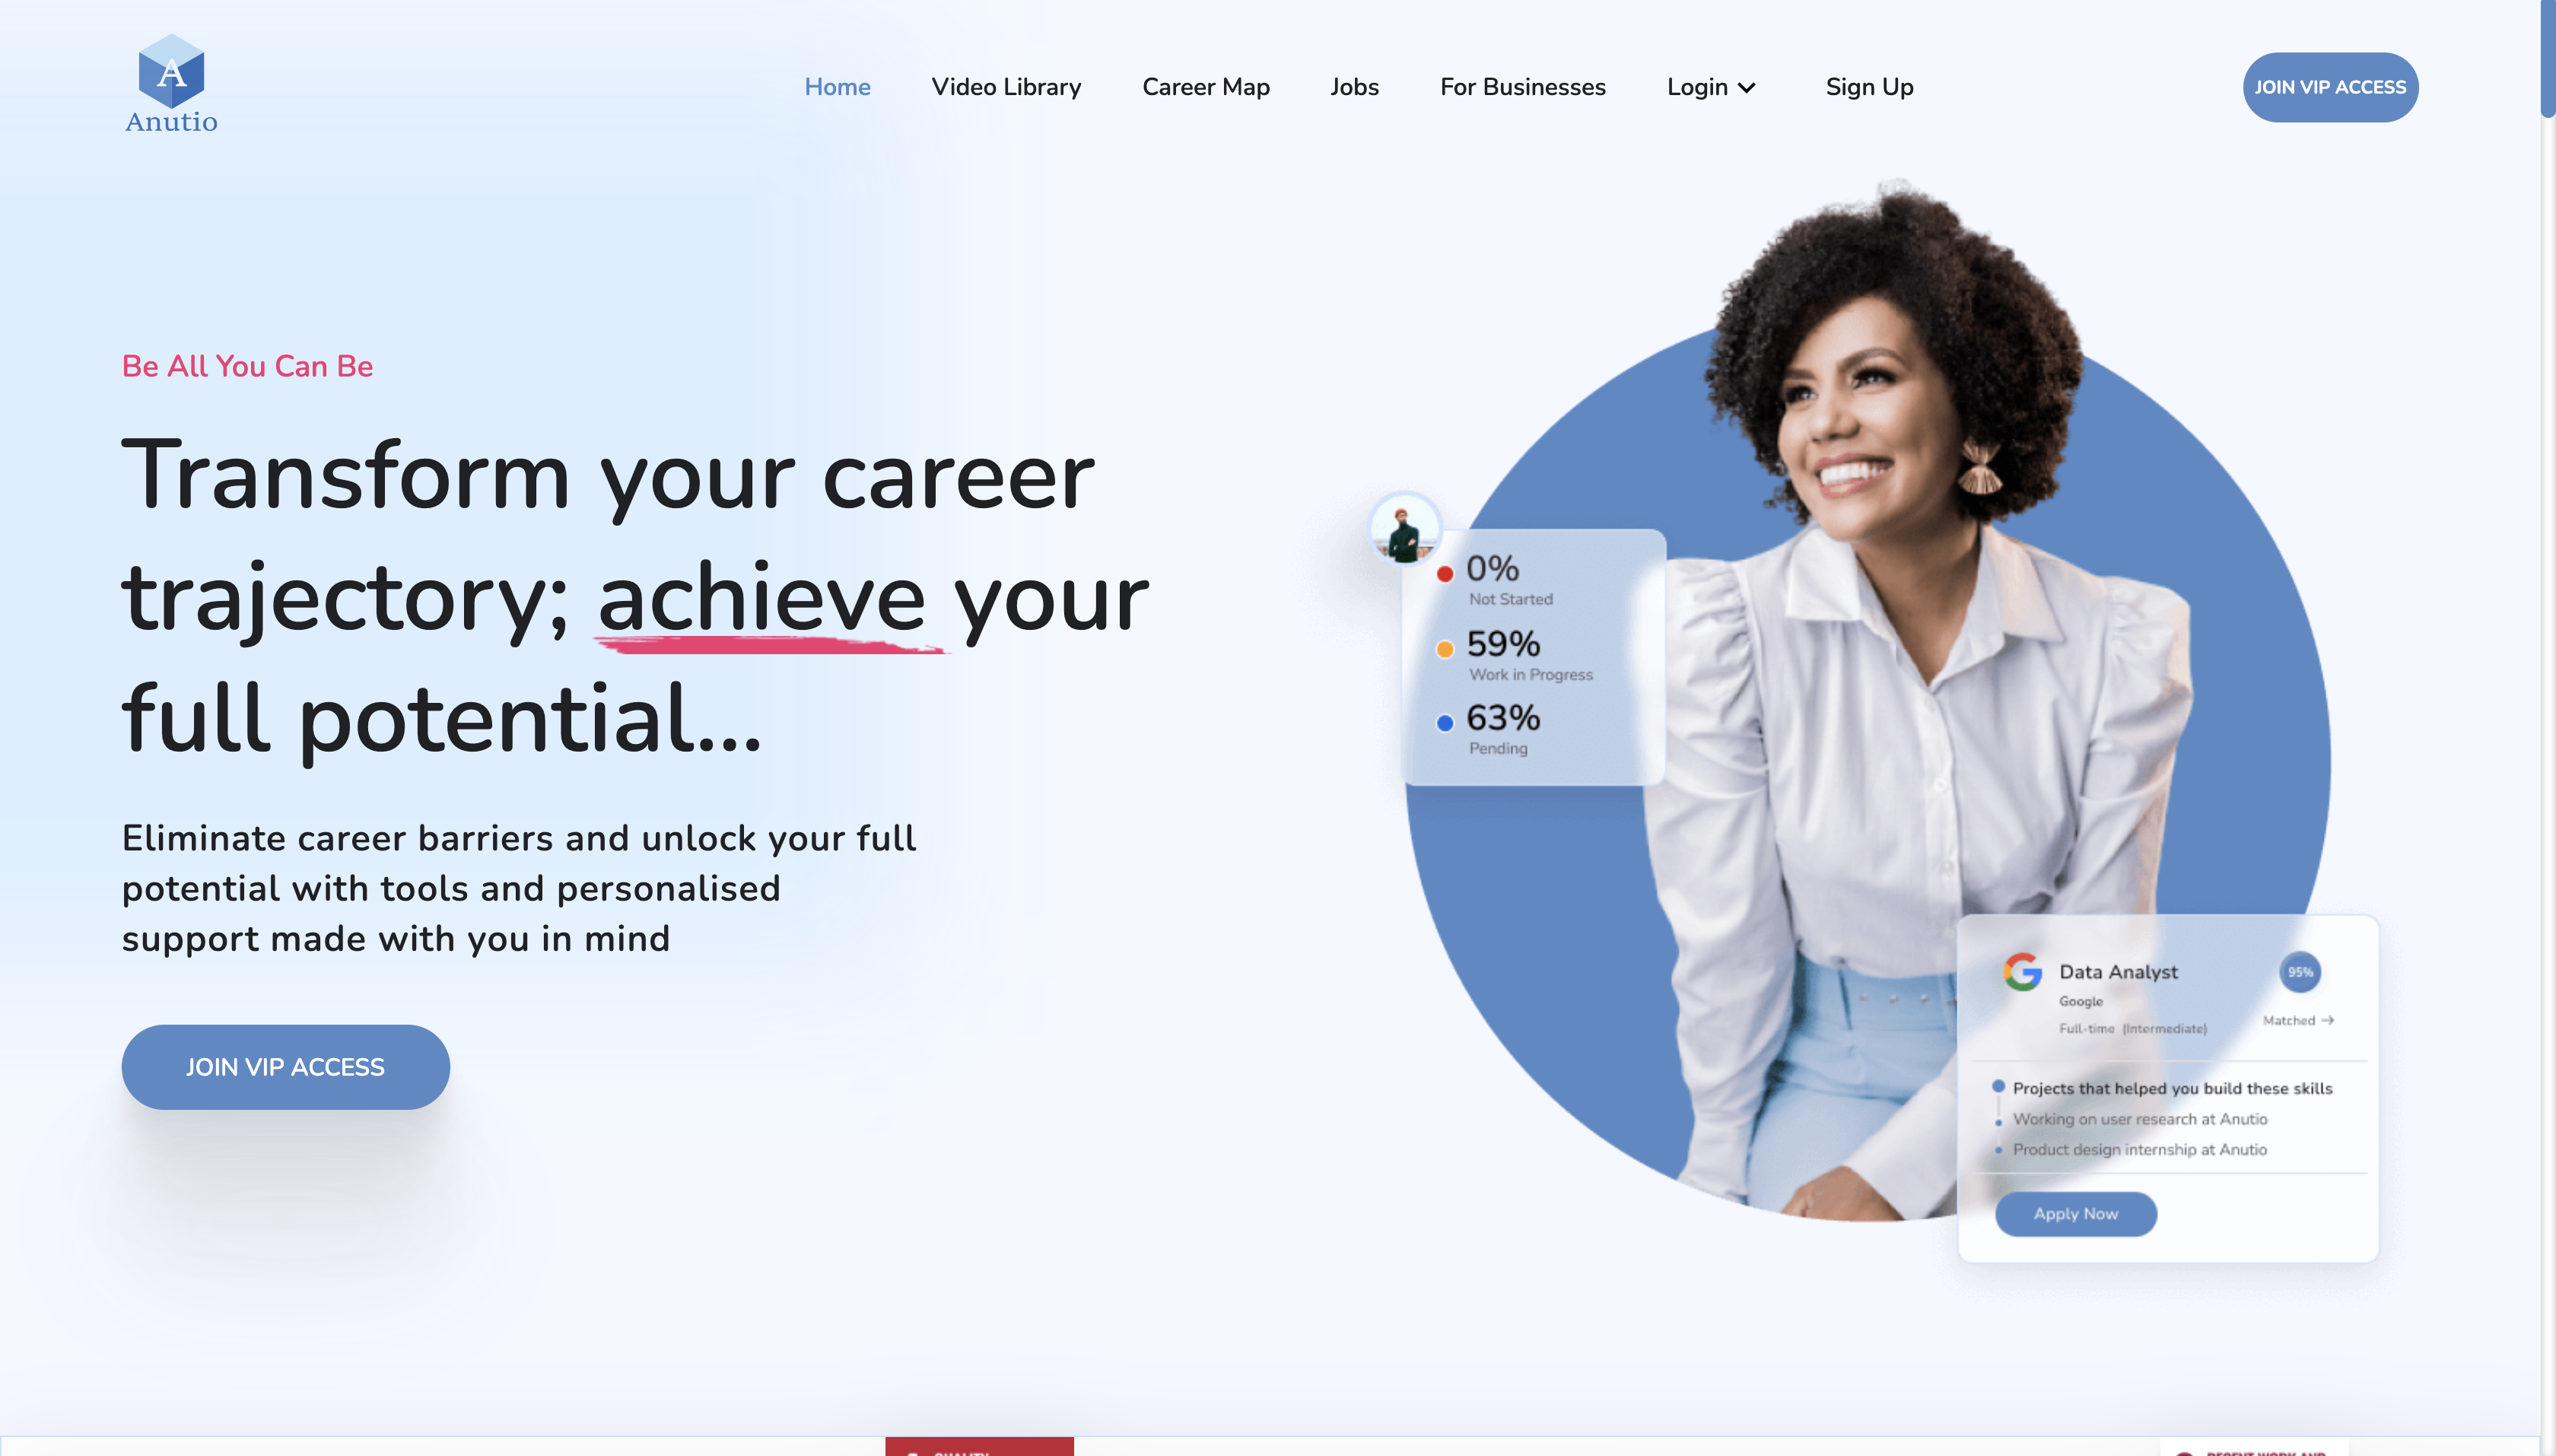 A
Anutio
Home
Video Library
Career Map
Jobs
For Businesses
Login
Sign Up
JOIN VIP ACCESS
Be All You Can Be
Transform your career
trajectory; achieve your
full potential...
Eliminate career barriers and unlock your full
potential with tools and personalised
support made with you in mind
JOIN VIP ACCESS
0%
Not Started
59%
Work in Progress
63%
Pending
Data Analyst
95%
Google
Full-time (Intermediate)
Matched →
Projects that helped you build these skills
Working on user research at Anutio
Product design internship at Anutio
Apply Now